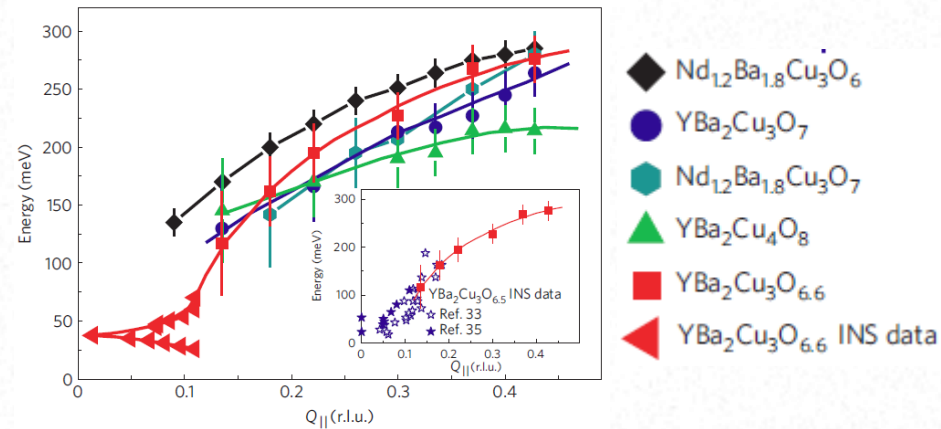 300
250
200
150
100
50
0
Energy (meV)
0
0.1
0.2
0.3
0.4
Q|| (r.l.u.)
300
200
100
0
Energy (meV)
YBa₂Cu₃O₆.₅ INS data
☆ Ref. 33
★ Ref. 35
0
0.1
0.2
0.3
0.4
Q||(r.l.u.)
Nd₁.₂Ba₁.₈Cu₃O₆
YBa₂Cu₃O₇
Nd₁.₂Ba₁.₈Cu₃O₇
YBa₂Cu₄O₈
YBa₂Cu₃O₆.₆
YBa₂Cu₃O₆.₆ INS data